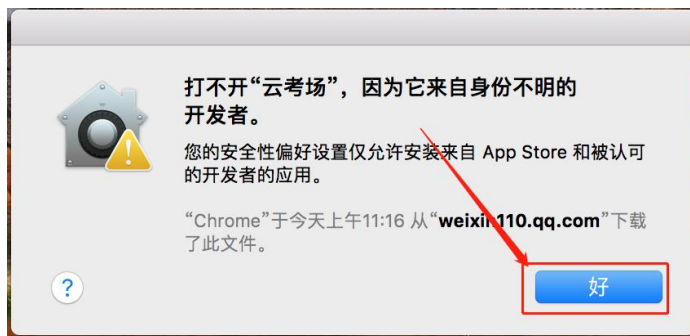 打不开“云考场”，因为它来自身份不明的
开发者。
您的安全性偏好设置仅允许安装来自 App Store 和被认可
的开发者的应用。
“Chrome”于今天上午11:16 从“weixin110.qq.com”下载
了此文件。
?
好